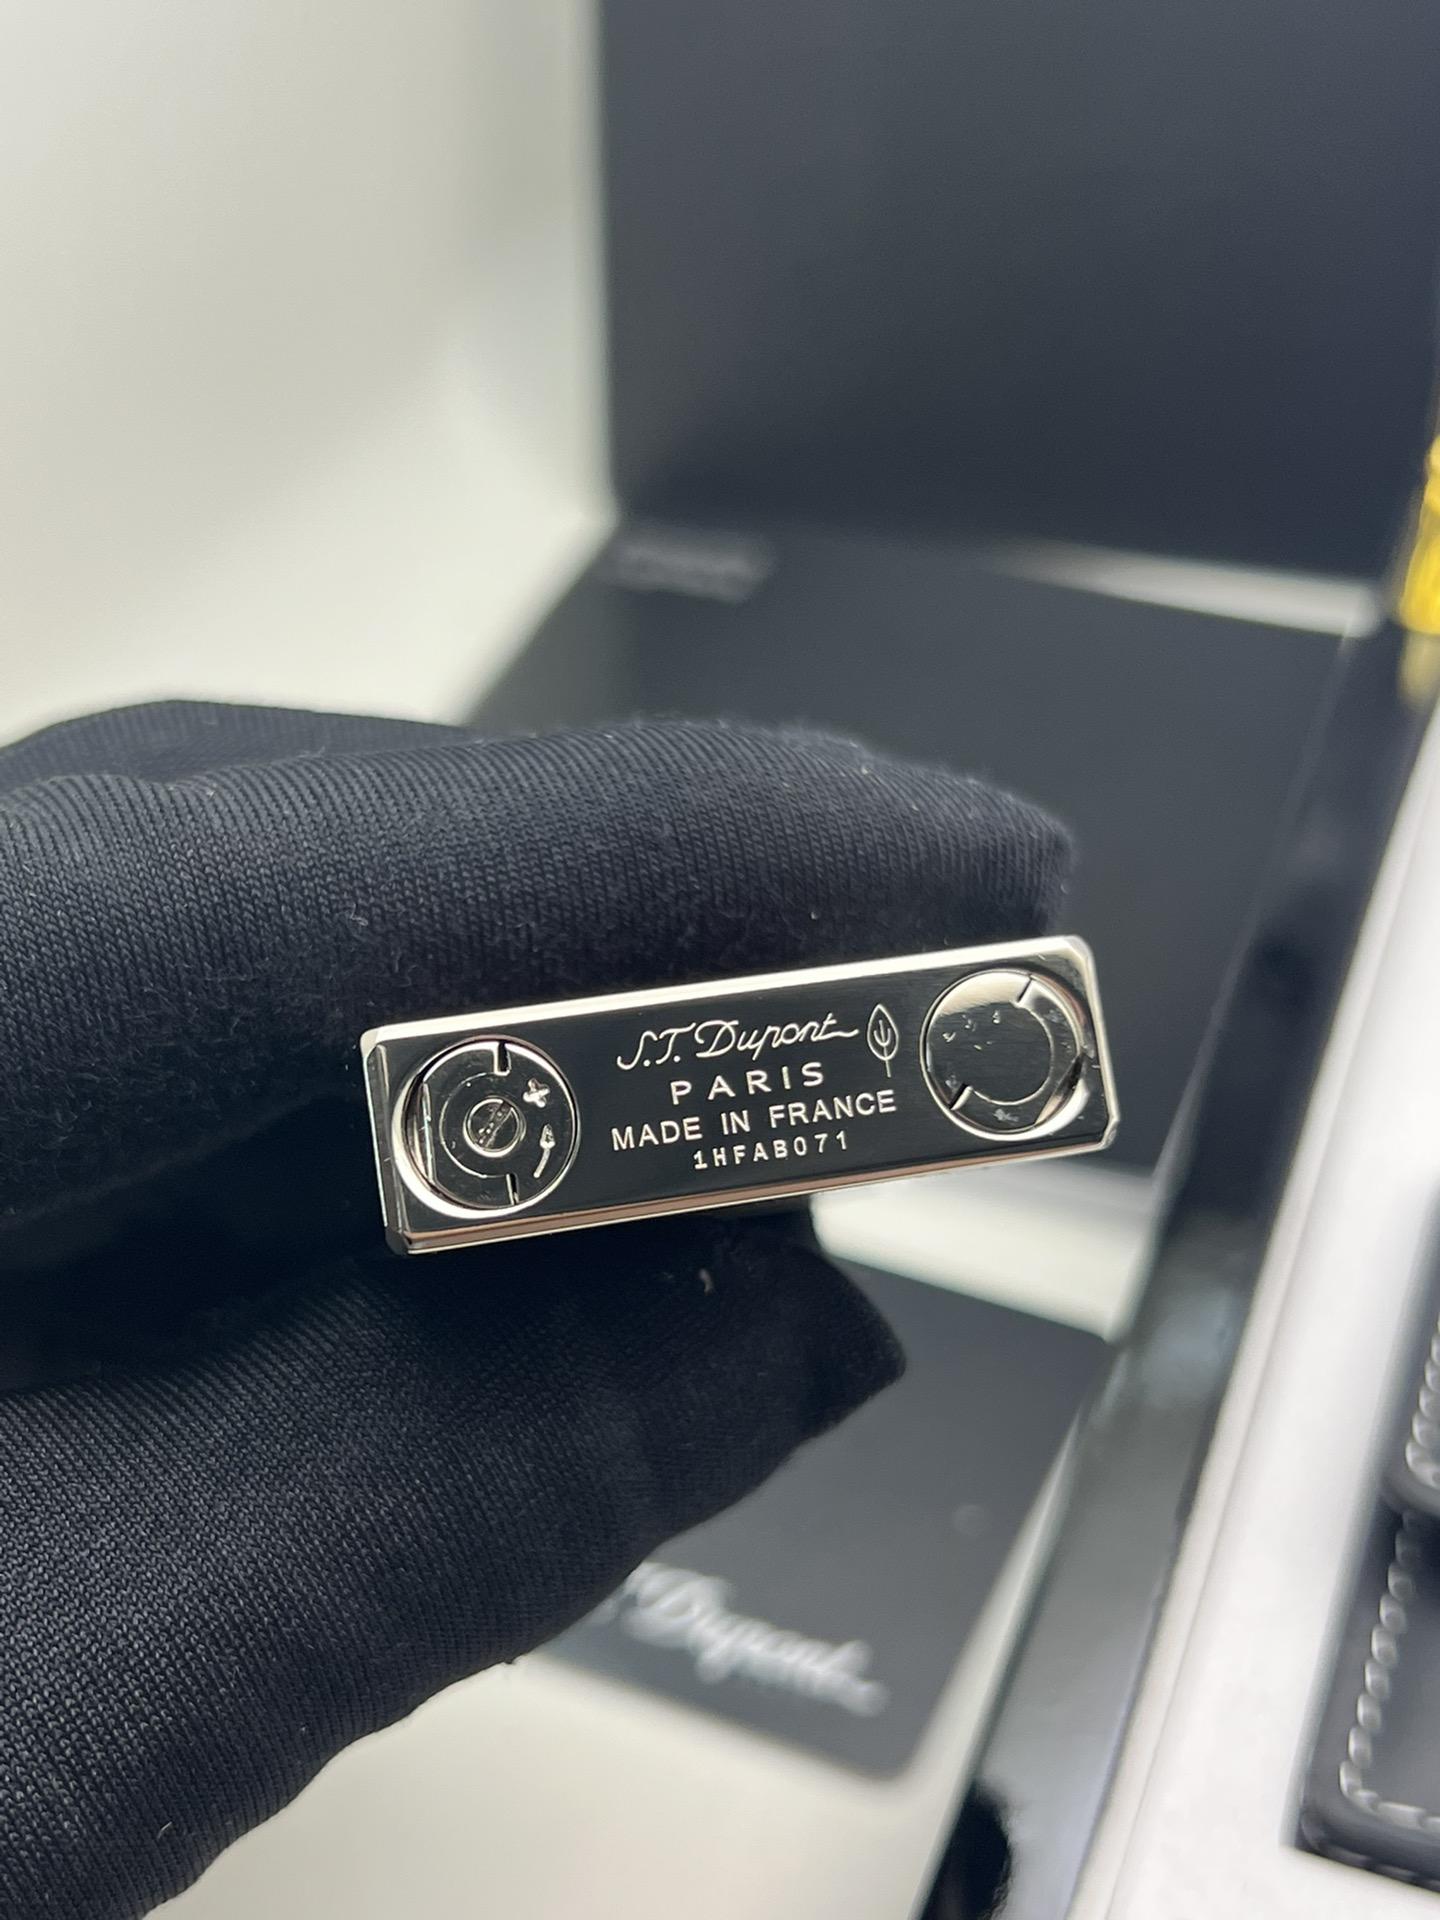 S.T. Dupont
PARIS
MADE IN FRANCE
1HFAB071
Dupont